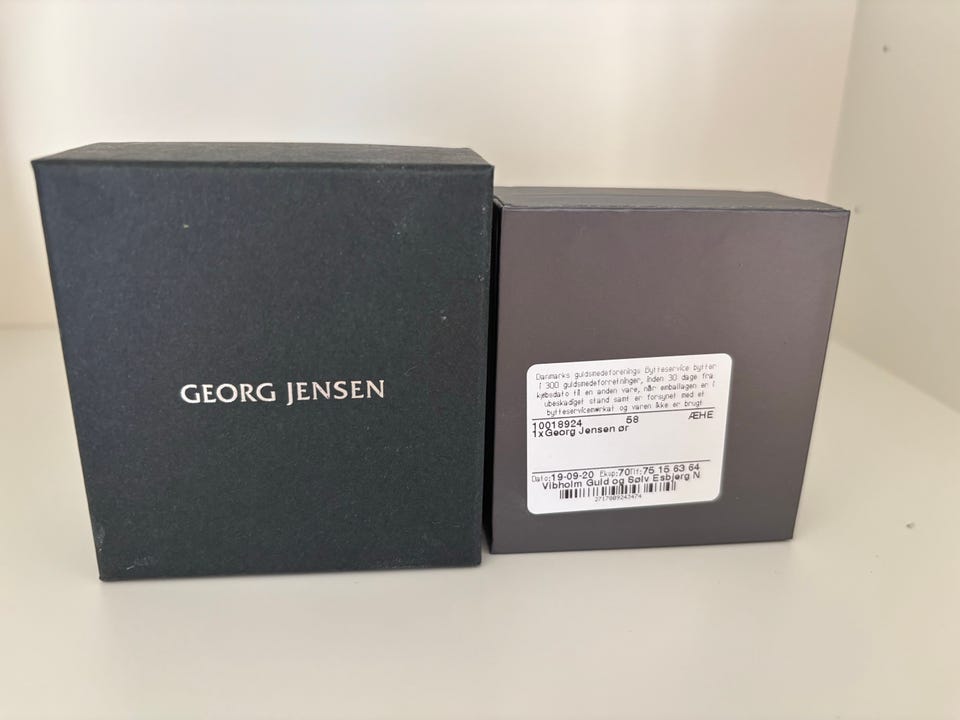 GEORG JENSEN
Danmarks guldsmedeforenings Bytteservice bytter
i 300 guldsmedeforretninger, inden 30 dage fra
købsdato til en anden vare, når emballagen er i
ubeskadiget stand samt er forsynet med et
bytteservicemærkat og varen ikke er brugt
10018924 58 ÆHE
1xGeorg Jensen ør
Dato:19-09-20 Eksp:70Tlf:75 15 63 64
Vibholm Guld og Sølv Esbjerg N
2717009243474